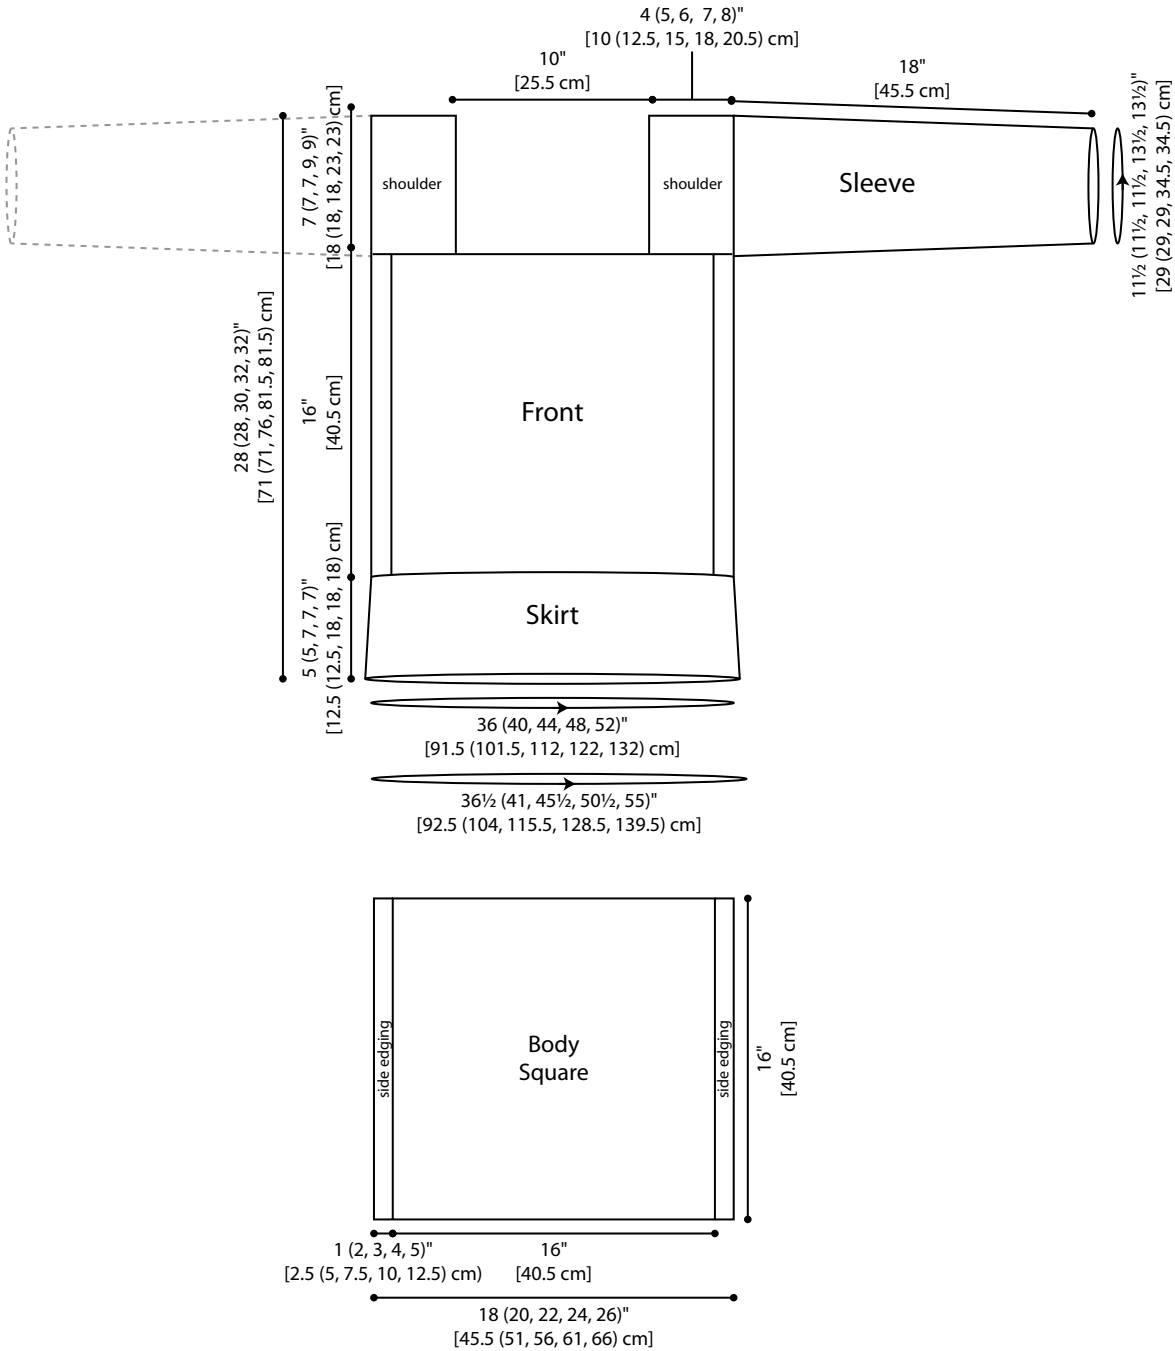 4 (5, 6, 7, 8)"
[10 (12.5, 15, 18, 20.5) cm]
10"
[25.5 cm]
18"
[45.5 cm]
7 (7, 7, 9, 9)"
[18 (18, 18, 23, 23) cm]
shoulder
shoulder
Sleeve
11½ (11½, 11½, 13½, 13½)"
[29 (29, 29, 34.5, 34.5) cm]
28 (28, 30, 32, 32)"
[71 (71, 76, 81.5, 81.5) cm]
16"
[40.5 cm]
Front
5 (5, 7, 7, 7)"
[12.5 (12.5, 18, 18, 18) cm]
Skirt
36 (40, 44, 48, 52)"
[91.5 (101.5, 112, 122, 132) cm]
36½ (41, 45½, 50½, 55)"
[92.5 (104, 115.5, 128.5, 139.5) cm]
side edging
Body
Square
side edging
16"
[40.5 cm]
1 (2, 3, 4, 5)"
[2.5 (5, 7.5, 10, 12.5) cm)
16"
[40.5 cm]
18 (20, 22, 24, 26)"
[45.5 (51, 56, 61, 66) cm]